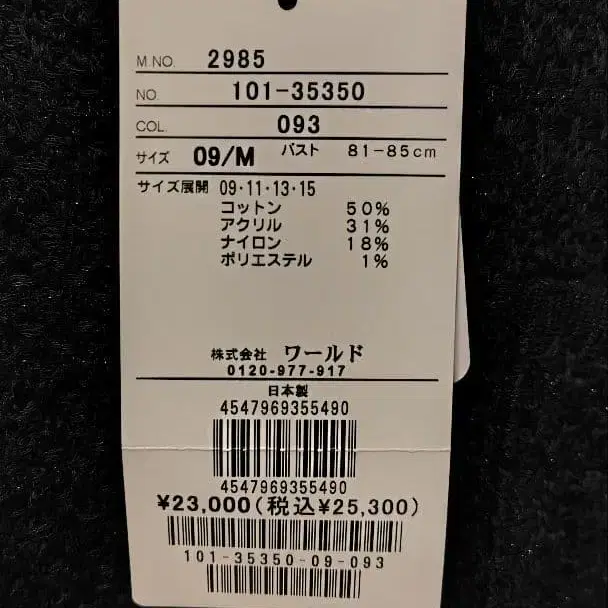 M.NO. 2985
NO. 101-35350
COL. 093
サイズ 09/M バスト 81-85cm
サイズ展開 09・11・13・15
コットン 50%
アクリル 31%
ナイロン 18%
ポリエステル 1%
株式会社 ワールド
0120-977-917
日本製
4547969355490
4547969355490
¥23,000(税込¥25,300)
101-35350-09-093